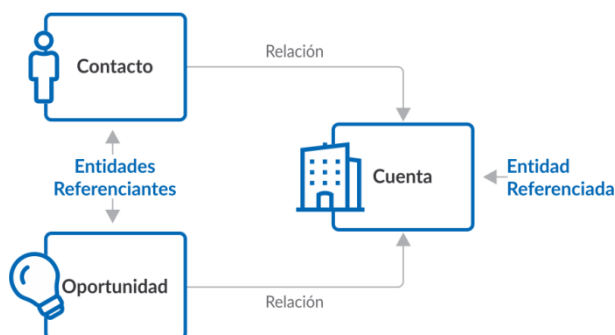 Contacto
Relación
Entidades
Referenciantes
Cuenta
Entidad
Referenciada
Oportunidad
Relación